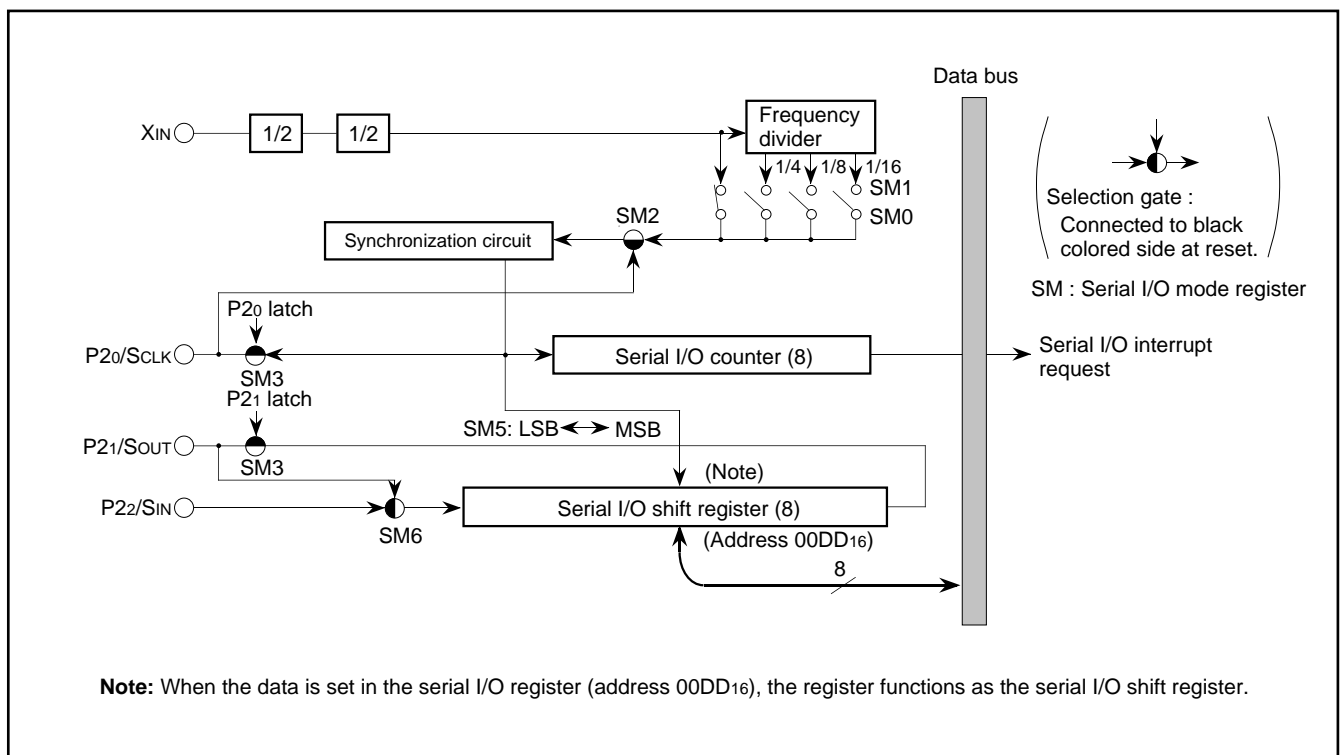 Data bus
XIN
1/2
1/2
Frequency
divider
1/4
1/8
1/16
SM1
SM0
SM2
Synchronization circuit
Selection gate :
Connected to black
colored side at reset.
SM : Serial I/O mode register
P20 latch
P20/SCLK
SM3
Serial I/O counter (8)
Serial I/O interrupt
request
P21 latch
SM5: LSB
MSB
P21/SOUT
SM3
(Note)
P22/SIN
SM6
Serial I/O shift register (8)
(Address 00DD16)
8
Note: When the data is set in the serial I/O register (address 00DD16), the register functions as the serial I/O shift register.